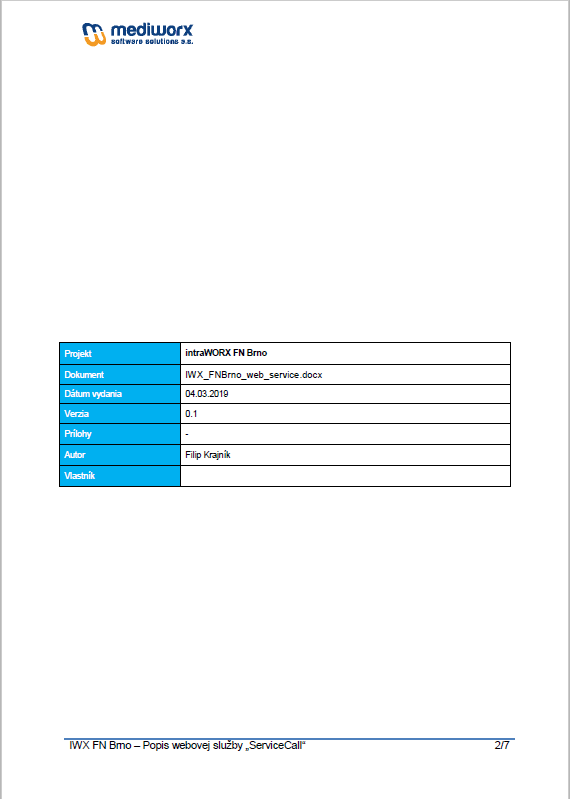 mediworx
software solutions a.s.
Projekt intraWORX FN Brno
Dokument IWX_FNBrno_web_service.docx
Dátum vydania 04.03.2019
Verzia 0.1
Prílohy -
Autor Filip Krajník
Vlastník
IWX FN Brno – Popis webovej služby „ServiceCall“ 2/7